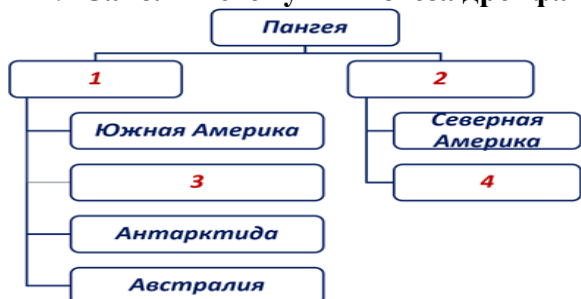 Пангея
1
2
Южная Америка
Северная
Америка
3
4
Антарктида
Австралия